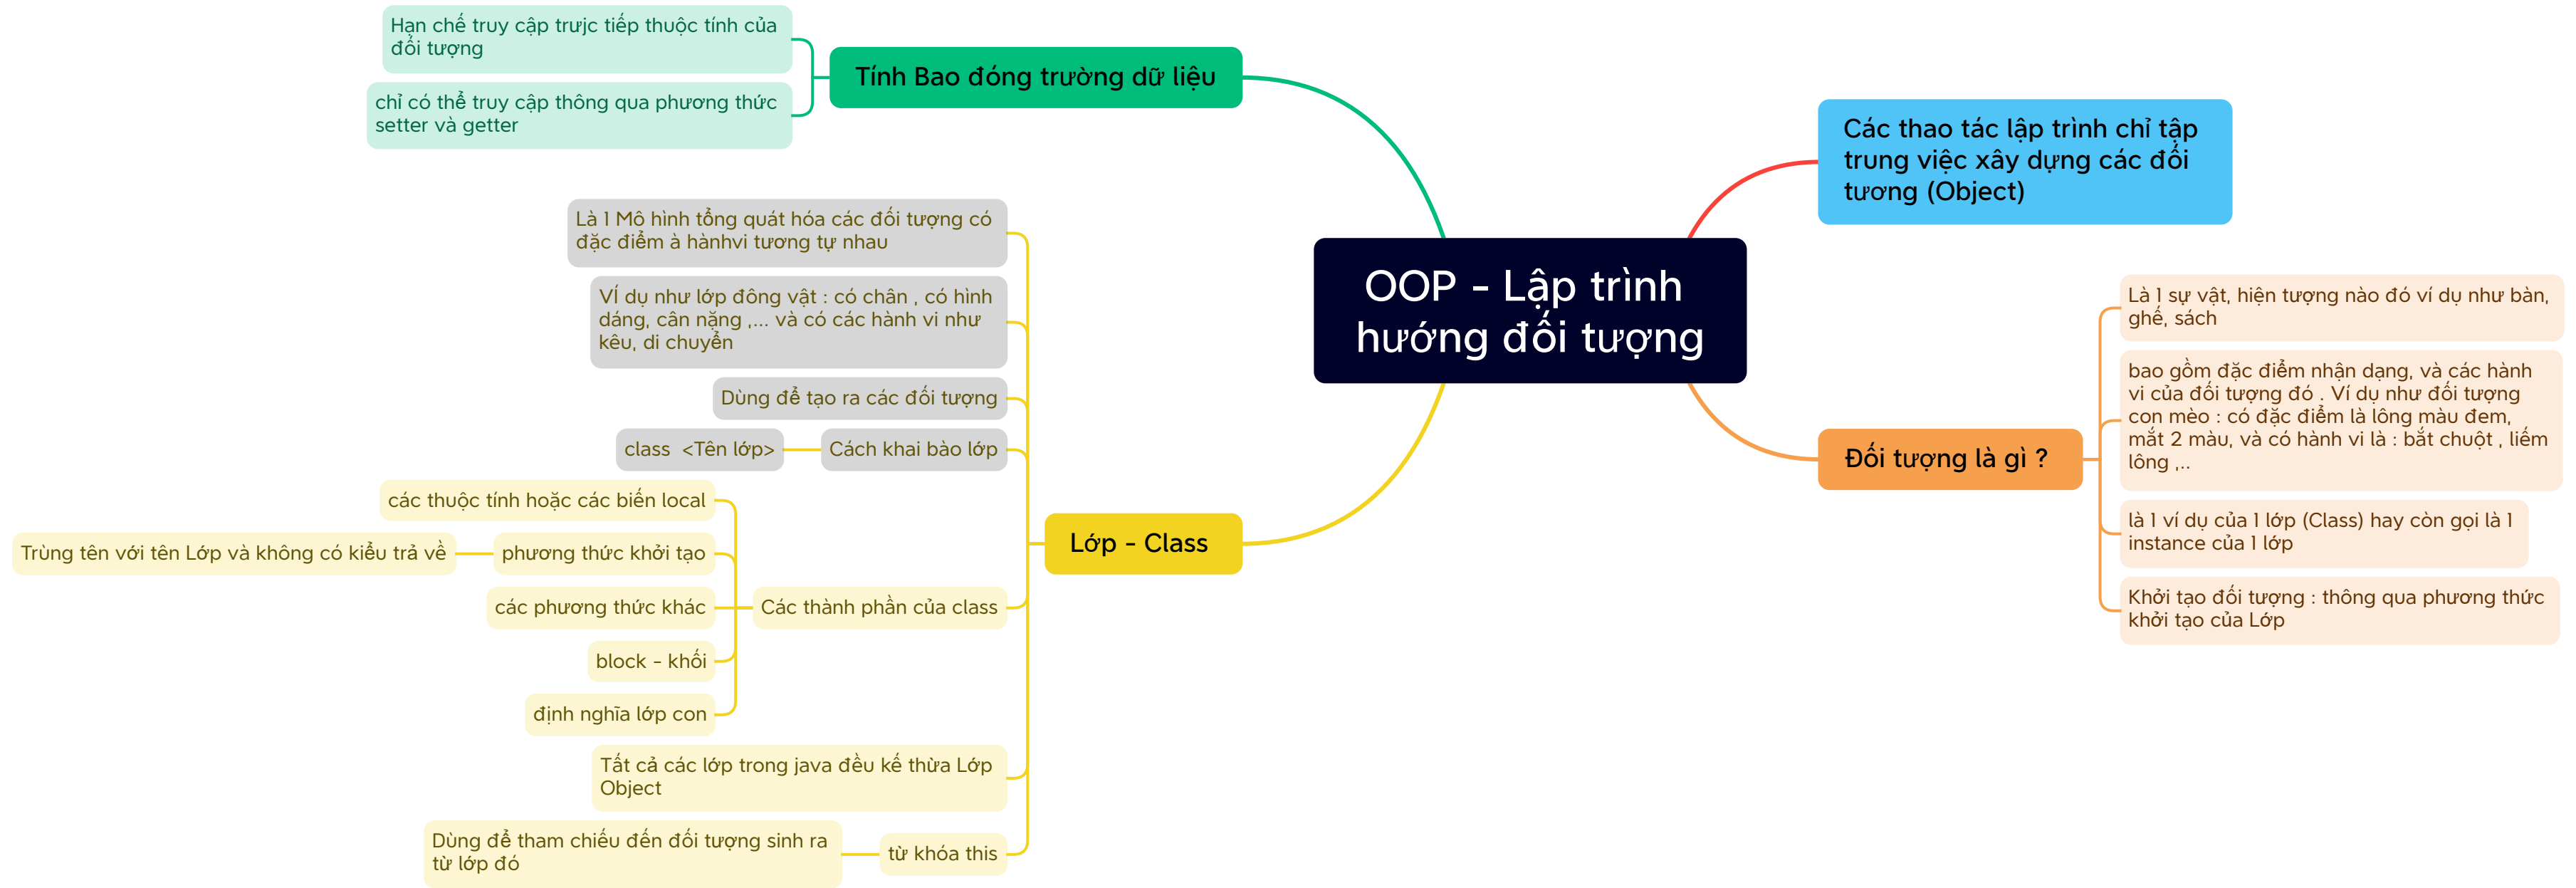 OOP - Lập trình
hướng đối tượng
Các thao tác lập trình chỉ tập
trung việc xây dựng các đối
tương (Object)
Đối tượng là gì ?
Là 1 sự vật, hiện tượng nào đó ví dụ như bàn,
ghế, sách
bao gồm đặc điểm nhận dạng, và các hành
vi của đối tượng đó . Ví dụ như đối tượng
con mèo : có đặc điểm là lông màu đem,
mắt 2 màu, và có hành vi là : bắt chuột , liếm
lông ,..
là 1 ví dụ của 1 lớp (Class) hay còn gọi là 1
instance của 1 lớp
Khởi tạo đối tượng : thông qua phương thức
khởi tạo của Lớp
Tính Bao đóng trường dữ liệu
Hạn chế truy cập trưjc tiếp thuộc tính của
đối tượng
chỉ có thể truy cập thông qua phương thức
setter và getter
Lớp - Class
Là 1 Mô hình tổng quát hóa các đối tượng có
đặc điểm à hànhvi tương tự nhau
VÍ dụ như lớp đông vật : có chân , có hình
dáng, cân nặng ,... và có các hành vi như
kêu, di chuyển
Dùng để tạo ra các đối tượng
Cách khai bào lớp
class  <Tên lớp>
Các thành phần của class
các thuộc tính hoặc các biến local
phương thức khởi tạo
Trùng tên với tên Lớp và không có kiểu trả về
các phương thức khác
block - khối
định nghĩa lớp con
Tất cả các lớp trong java đều kế thừa Lớp
Object
từ khóa this
Dùng để tham chiếu đến đối tượng sinh ra
từ lớp đó